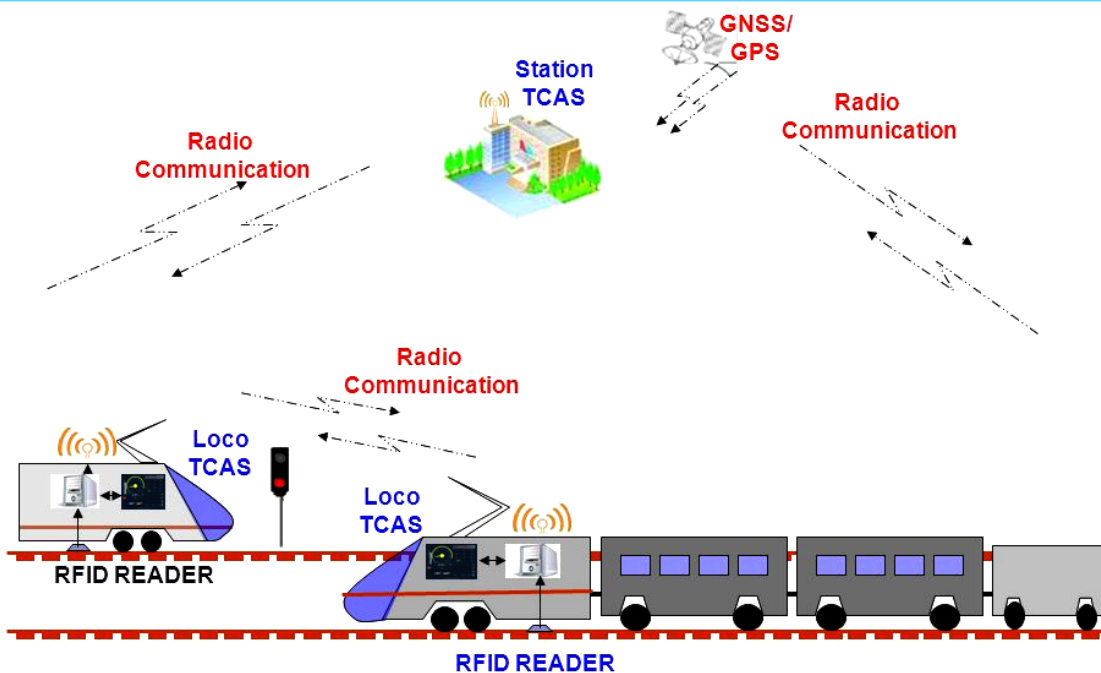 GNSS/
GPS
Station
TCAS
Radio
Communication
Radio
Communication
Radio
Communication
Loco
TCAS
Loco
TCAS
RFID READER
RFID READER